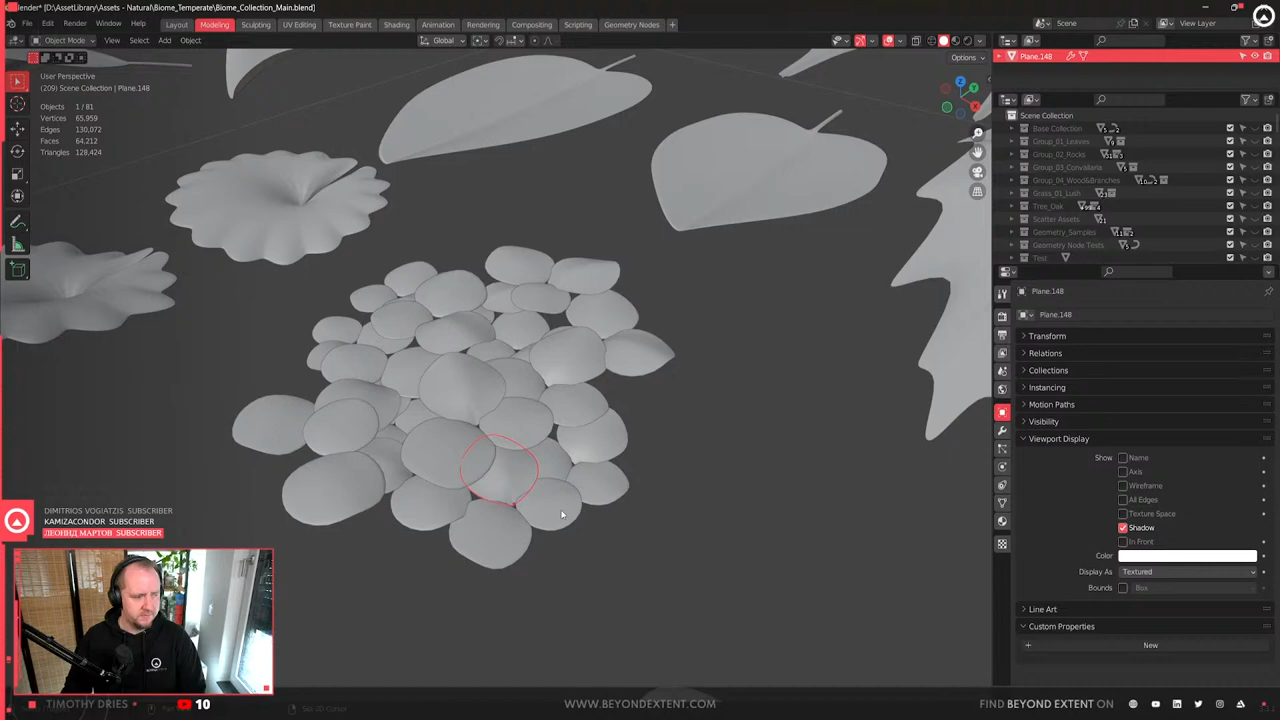 Blender* [D:\AssetLibrary\Assets - Natural\Biome_Temperate\Biome_Collection_Main.blend]
File Edit Render Window Help Layout Modeling Sculpting UV Editing Texture Paint Shading Animation Rendering Compositing Scripting Geometry Nodes + Scene View Layer
Object Mode View Select Add Object Global
Options
User Perspective
(209) Scene Collection | Plane.148
Objects 1 / 81
Vertices 65,959
Edges 130,072
Faces 64,212
Triangles 128,424
Plane.148
Scene Collection
Base Collection
Group_01_Leaves
Group_02_Rocks
Group_03_Convallaria
Group_04_Wood&Branches
Grass_01_Lush
Tree_Oak
Scatter Assets
Geometry_Samples
Geometry Node Tests
Test
Plane.148
Plane.148
Transform
Relations
Collections
Instancing
Motion Paths
Visibility
Viewport Display
Show Name
Axis
Wireframe
All Edges
Texture Space
Shadow
In Front
Color
Display As Textured
Bounds Box
Line Art
Custom Properties
New
DIMITRIOS VOGIATZIS SUBSCRIBER
KAMIZACONDOR SUBSCRIBER
ЛЕОНИД МАРТОВ SUBSCRIBER
TIMOTHY DRIES 10 WWW.BEYONDEXTENT.COM FIND BEYOND EXTENT ON